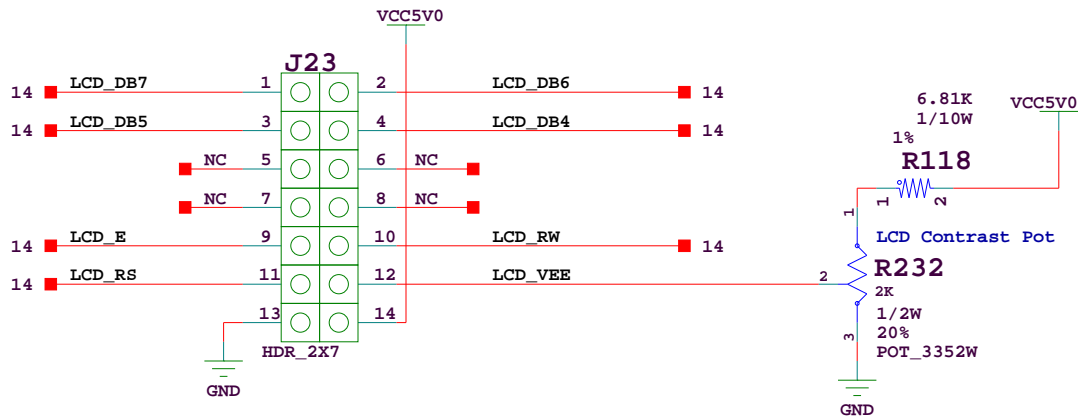 VCC5V0
J23
14 LCD_DB7 1 2 LCD_DB6 14
14 LCD_DB5 3 4 LCD_DB4 14
NC 5 6 NC
NC 7 8 NC
14 LCD_E 9 10 LCD_RW 14
14 LCD_RS 11 12 LCD_VEE
13 14
HDR_2X7
GND
6.81K
1/10W
1%
VCC5V0
R118
1 2
1
LCD Contrast Pot
R232
2
2K
1/2W
20%
3
POT_3352W
GND